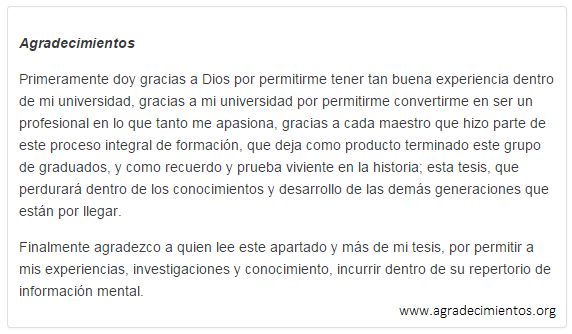 Agradecimientos
Primeramente doy gracias a Dios por permitirme tener tan buena experiencia dentro
de mi universidad, gracias a mi universidad por permitirme convertirme en ser un
profesional en lo que tanto me apasiona, gracias a cada maestro que hizo parte de
este proceso integral de formación, que deja como producto terminado este grupo
de graduados, y como recuerdo y prueba viviente en la historia; esta tesis, que
perdurará dentro de los conocimientos y desarrollo de las demás generaciones que
están por llegar.
Finalmente agradezco a quien lee este apartado y más de mi tesis, por permitir a
mis experiencias, investigaciones y conocimiento, incurrir dentro de su repertorio de
información mental.
www.agradecimientos.org